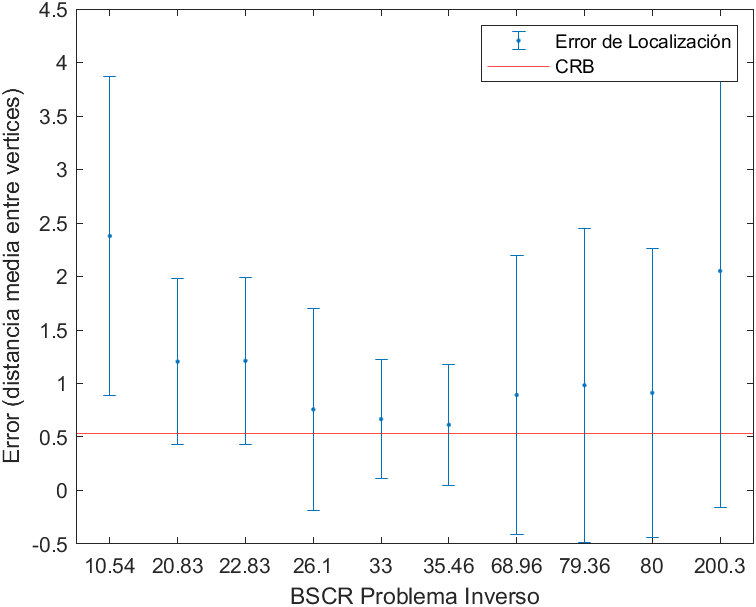 4.5
4
3.5
3
2.5
2
1.5
1
0.5
0
-0.5
Error (distancia media entre vertices)
Error de Localización
CRB
10.54 20.83 22.83 26.1 33 35.46 68.96 79.36 80 200.3
BSCR Problema Inverso